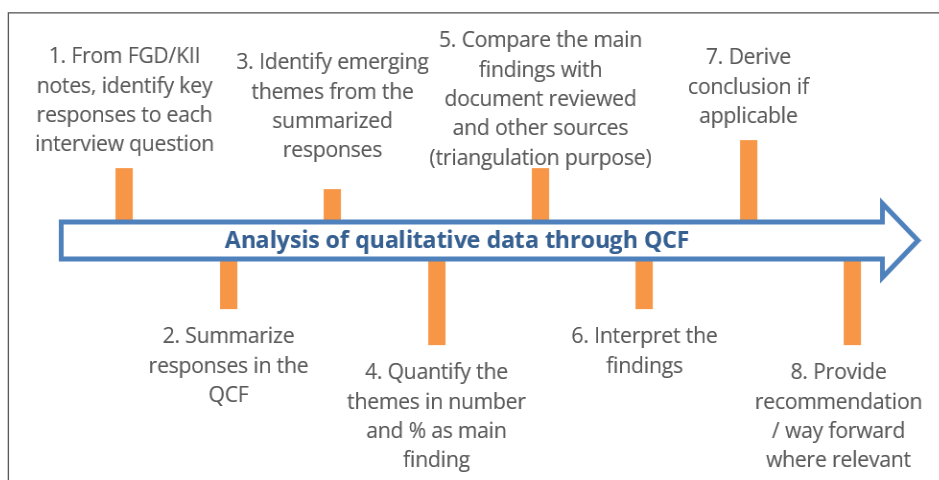 1. From FGD/KII
notes, identify key
responses to each
interview question
2. Summarize
responses in the
QCF
3. Identify emerging
themes from the
summarized
responses
4. Quantify the
themes in number
and % as main
finding
5. Compare the main
findings with
document reviewed
and other sources
(triangulation purpose)
6. Interpret the
findings
7. Derive
conclusion if
applicable
8. Provide
recommendation
/ way forward
where relevant
Analysis of qualitative data through QCF